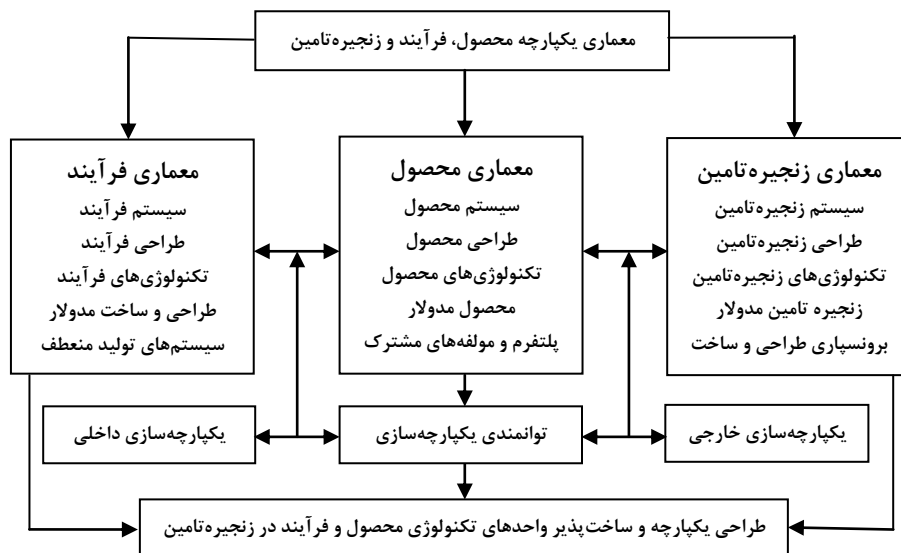 معماری یکپارچه محصول، فرآیند و زنجیره‌تامین
معماری زنجیره‌تامین
سیستم زنجیره‌تامین
طراحی زنجیره‌تامین
تکنولوژی‌های زنجیره‌تامین
زنجیره تامین مدولار
برونسپاری طراحی و ساخت
معماری محصول
سیستم محصول
طراحی محصول
تکنولوژی‌های محصول
محصول مدولار
پلتفرم و مولفه‌های مشترک
معماری فرآیند
سیستم فرآیند
طراحی فرآیند
تکنولوژی‌های فرآیند
طراحی و ساخت مدولار
سیستم‌های تولید منعطف
یکپارچه‌سازی خارجی
توانمندی یکپارچه‌سازی
یکپارچه‌سازی داخلی
طراحی یکپارچه و ساخت‌پذیر واحدهای تکنولوژی محصول و فرآیند در زنجیره‌تامین